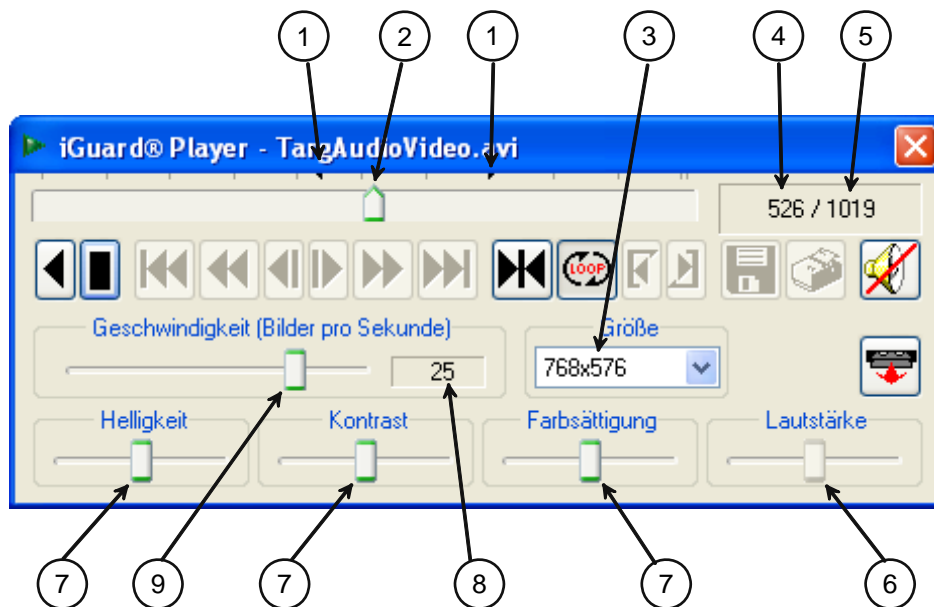 1 2 1 3 4 5
iGuard® Player - TargAudioVideo.avi
526 / 1019
LOOP
Geschwindigkeit (Bilder pro Sekunde)
Größe
25
768x576
Helligkeit Kontrast Farbsättigung Lautstärke
7 9 7 8 7 6